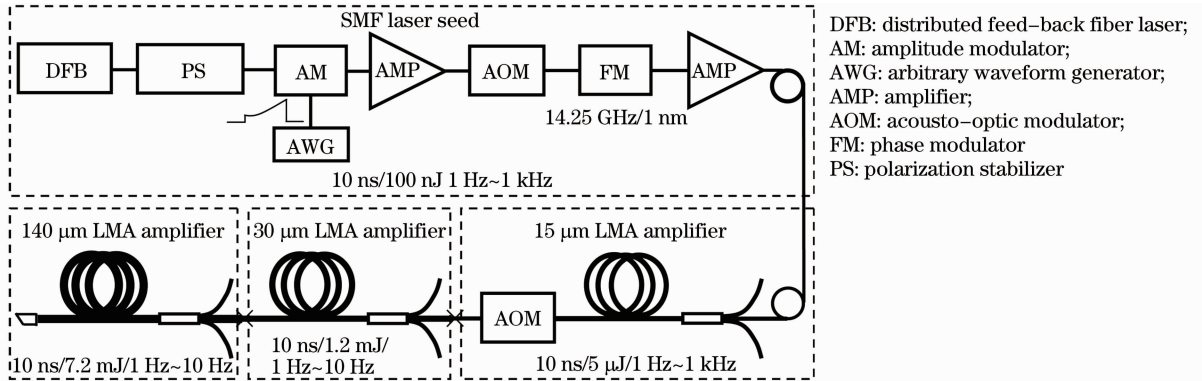 SMF laser seed
DFB
PS
AM
AMP
AOM
FM
AMP
14.25 GHz/1 nm
AWG
10 ns/100 nJ 1 Hz~1 kHz
DFB: distributed feed–back fiber laser;
AM: amplitude modulator;
AWG: arbitrary waveform generator;
AMP: amplifier;
AOM: acousto–optic modulator;
FM: phase modulator
PS: polarization stabilizer
140 μm LMA amplifier
10 ns/7.2 mJ/1 Hz~10 Hz
30 μm LMA amplifier
10 ns/1.2 mJ/
1 Hz~10 Hz
15 μm LMA amplifier
AOM
10 ns/5 μJ/1 Hz~1 kHz